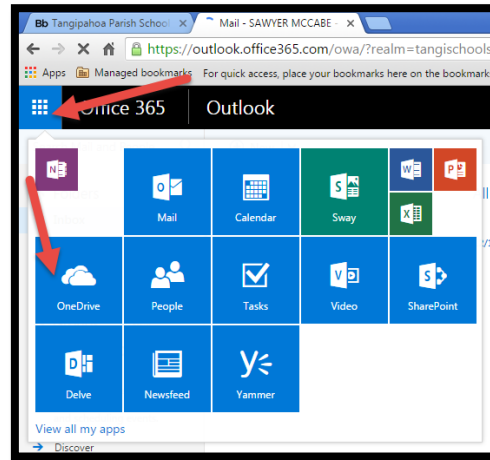 Bb Tangipahoa Parish School
Mail - SAWYER MCCABE -
https://outlook.office365.com/owa/?realm=tangischools
Apps Managed bookmarks For quick access, place your bookmarks here on the bookmark
Office 365 Outlook
N
Mail
Calendar
Sway
W P
X
OneDrive
People
Tasks
Video
SharePoint
Delve
Newsfeed
Yammer
View all my apps
Discover